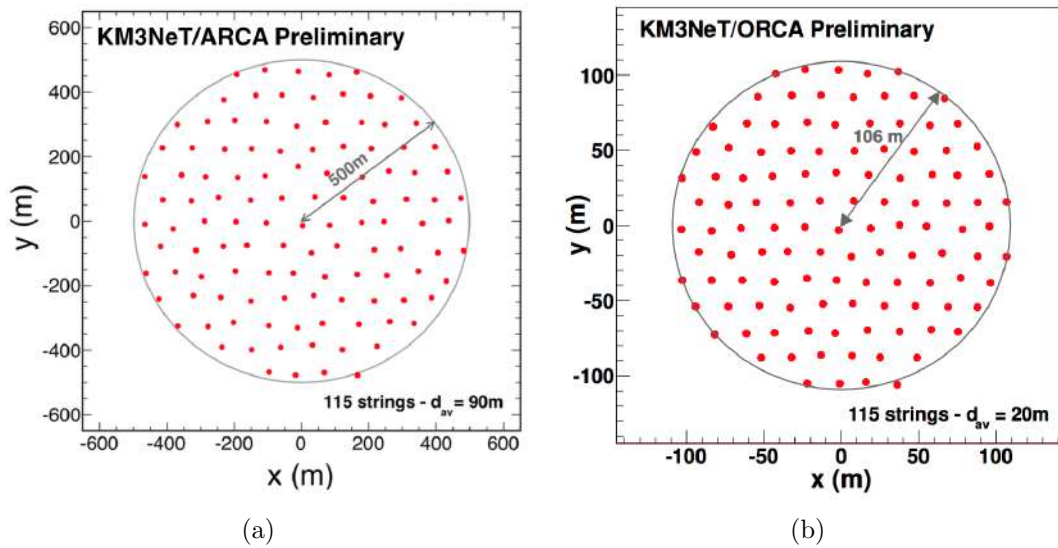 KM3NeT/ARCA Preliminary
600
400
200
0
-200
-400
-600
y (m)
500m
115 strings - d_av = 90m
-600 -400 -200 0 200 400 600
x (m)
(a)
KM3NeT/ORCA Preliminary
100
50
0
-50
-100
y (m)
106 m
115 strings - d_av = 20m
-100 -50 0 50 100
x (m)
(b)